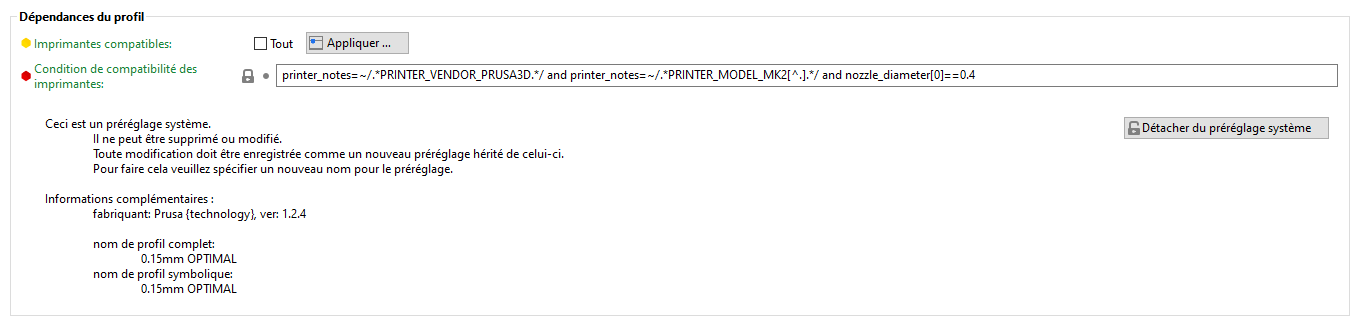 Dépendances du profil
Imprimantes compatibles:
Tout
Appliquer ...
Condition de compatibilité des
imprimantes:
printer_notes=~/.*PRINTER_VENDOR_PRUSA3D.*/ and printer_notes=~/.*PRINTER_MODEL_MK2[^.].*/ and nozzle_diameter[0]==0.4
Ceci est un préréglage système.
Il ne peut être supprimé ou modifié.
Toute modification doit être enregistrée comme un nouveau préréglage hérité de celui-ci.
Pour faire cela veuillez spécifier un nouveau nom pour le préréglage.
Détacher du préréglage système
Informations complémentaires :
fabriquant: Prusa {technology}, ver: 1.2.4
nom de profil complet:
0.15mm OPTIMAL
nom de profil symbolique:
0.15mm OPTIMAL